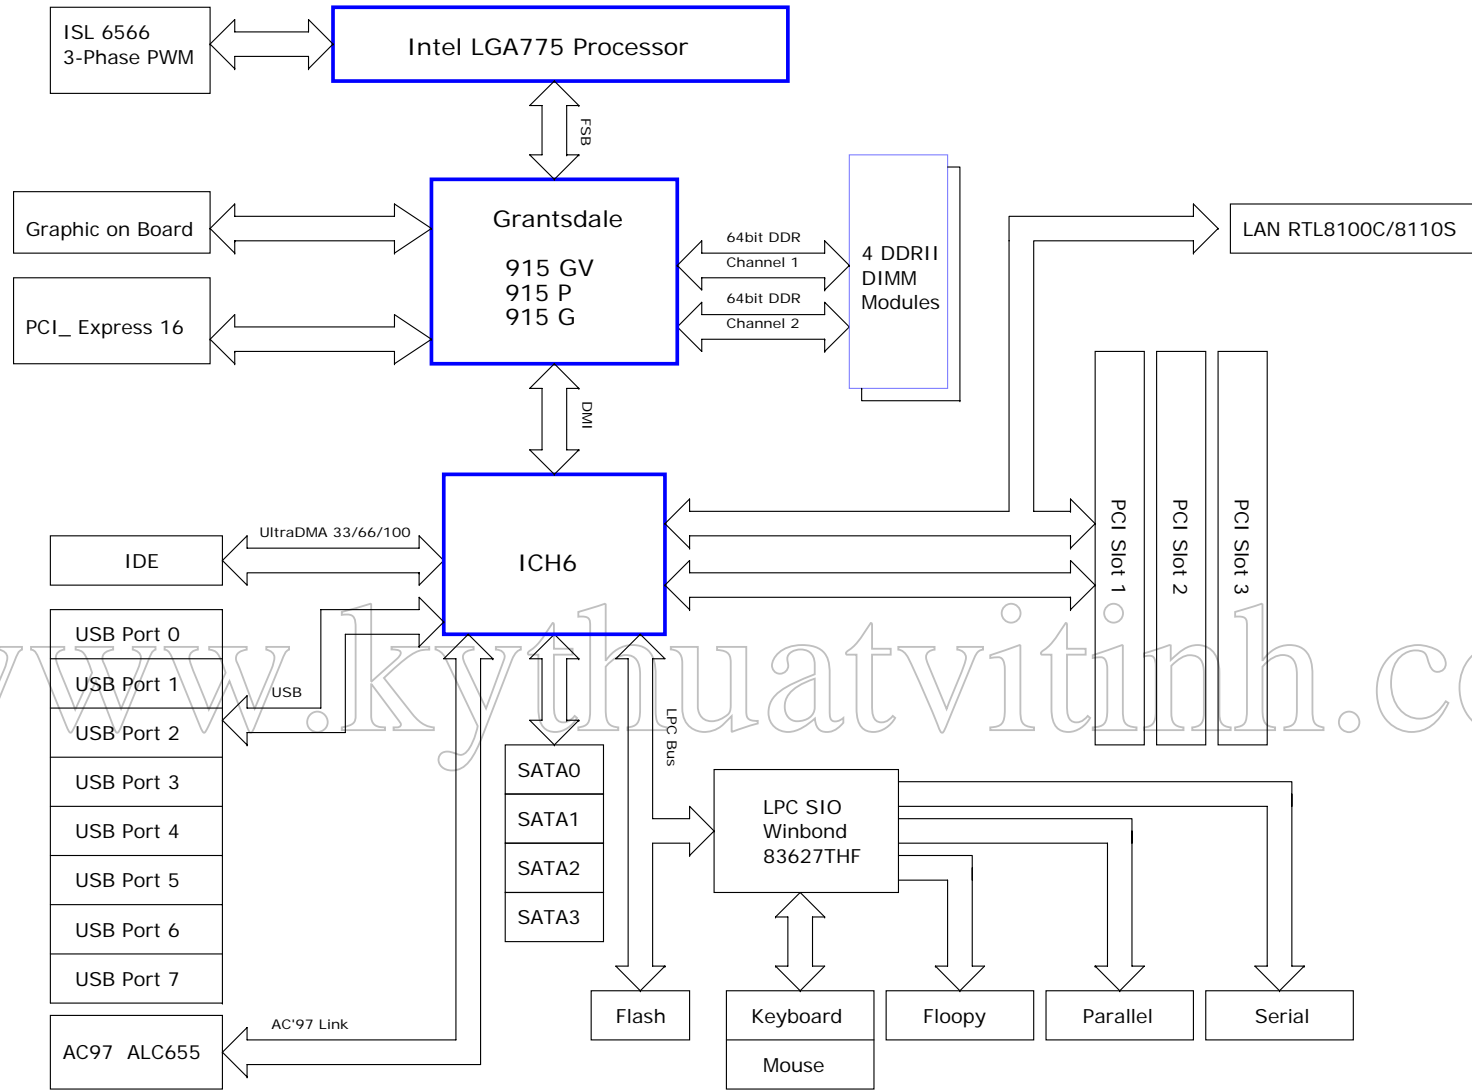 ISL 6566
3-Phase PWM
Intel LGA775 Processor
FSB
Graphic on Board
PCI_ Express 16
Grantsdale
915 GV
915 P
915 G
64bit DDR
Channel 1
64bit DDR
Channel 2
4 DDRII
DIMM
Modules
LAN RTL8100C/8110S
DMI
PCI Slot 1
PCI Slot 2
PCI Slot 3
IDE
UltraDMA 33/66/100
ICH6
USB Port 0
USB Port 1
USB Port 2
USB Port 3
USB Port 4
USB Port 5
USB Port 6
USB Port 7
USB
www.kythuatvitinh.co
LPC Bus
SATA0
SATA1
SATA2
SATA3
LPC SIO
Winbond
83627THF
AC97 ALC655
AC'97 Link
Flash
Keyboard
Mouse
Floopy
Parallel
Serial